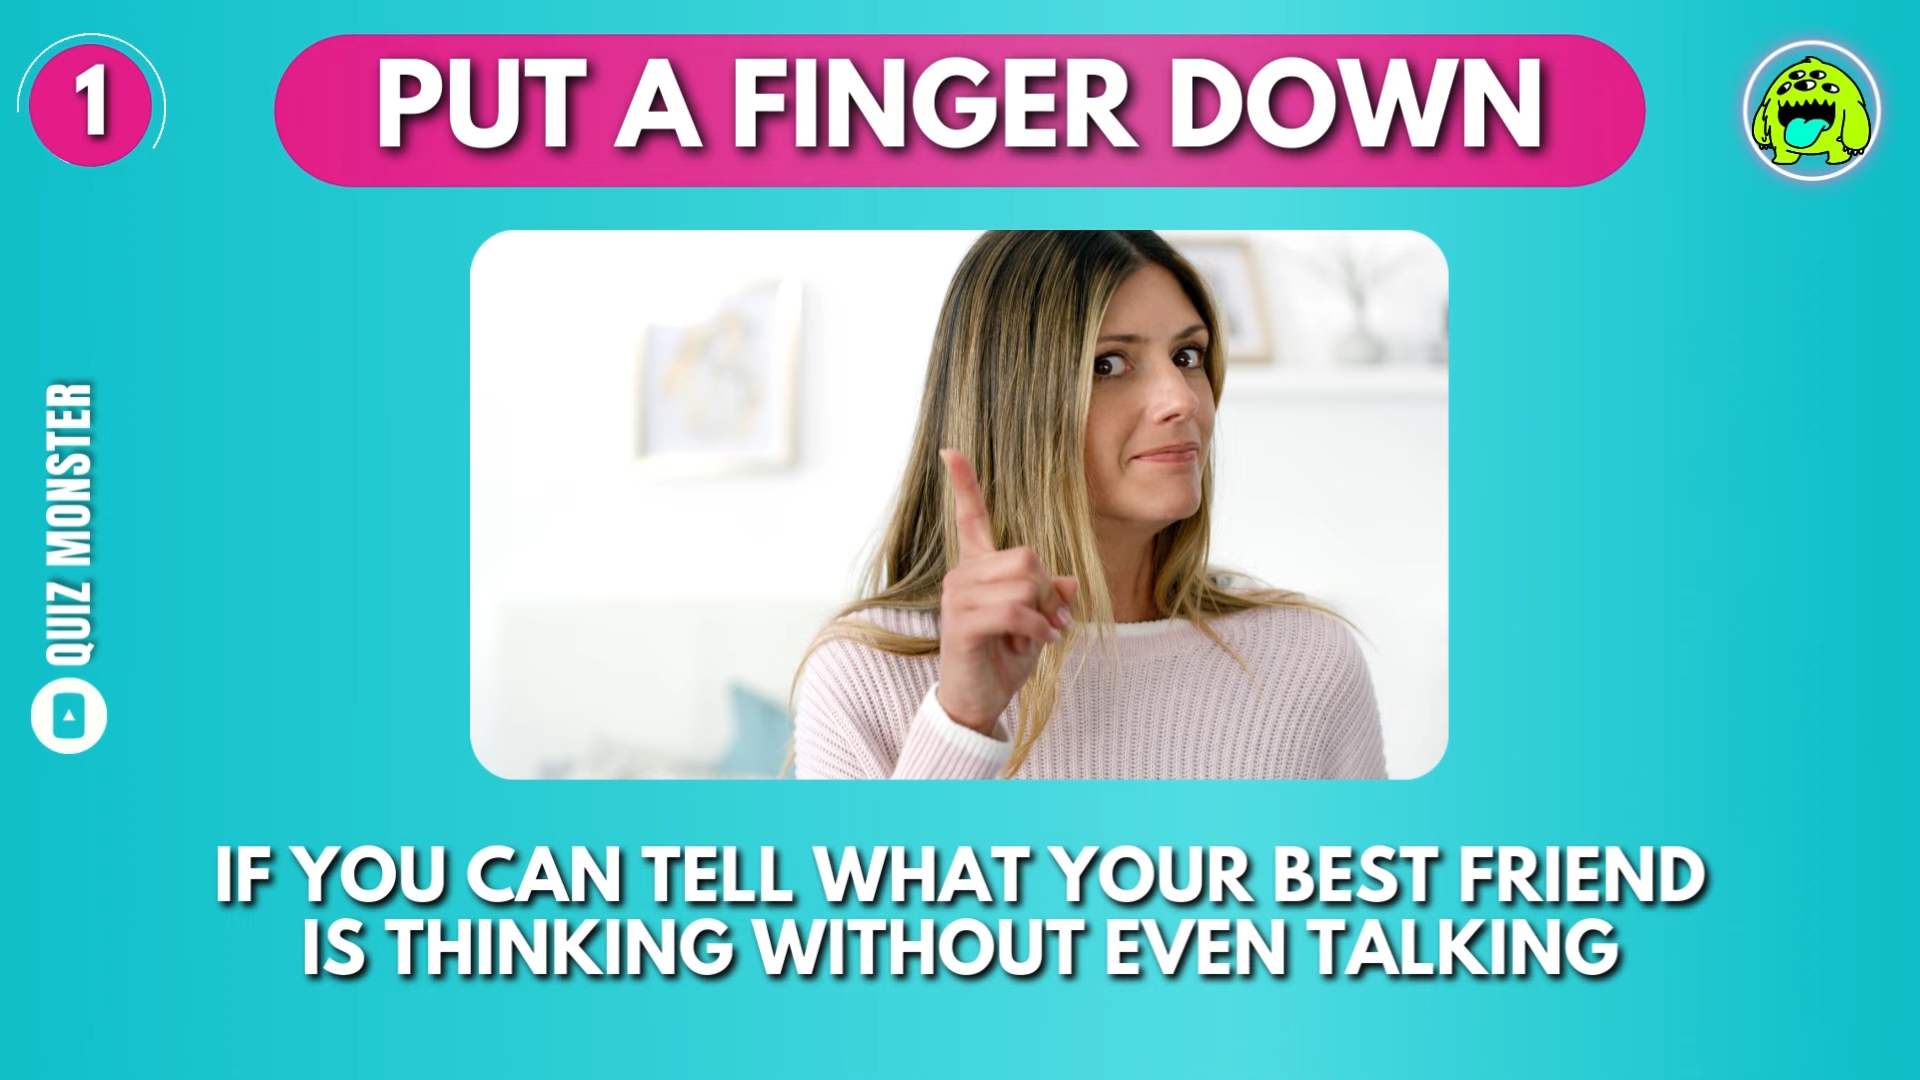 1
PUT A FINGER DOWN
QUIZ MONSTER
IF YOU CAN TELL WHAT YOUR BEST FRIEND
IS THINKING WITHOUT EVEN TALKING